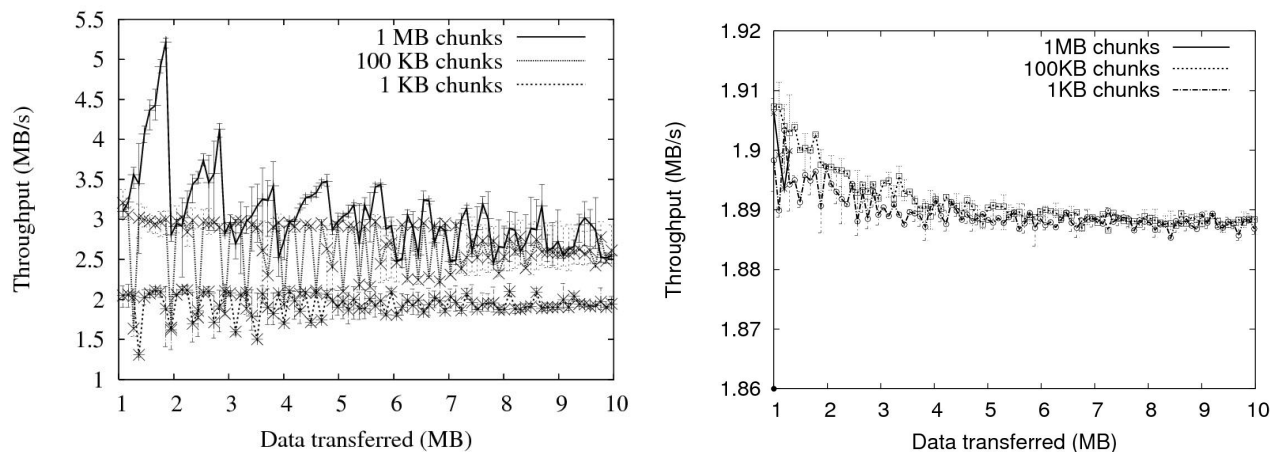 5.5
5
4.5
4
3.5
3
2.5
2
1.5
1
Throughput (MB/s)
1 MB chunks
100 KB chunks
1 KB chunks
1 2 3 4 5 6 7 8 9 10
Data transferred (MB)
1.92
1.91
1.9
1.89
1.88
1.87
1.86
Throughput (MB/s)
1MB chunks
100KB chunks
1KB chunks
1 2 3 4 5 6 7 8 9 10
Data transferred (MB)